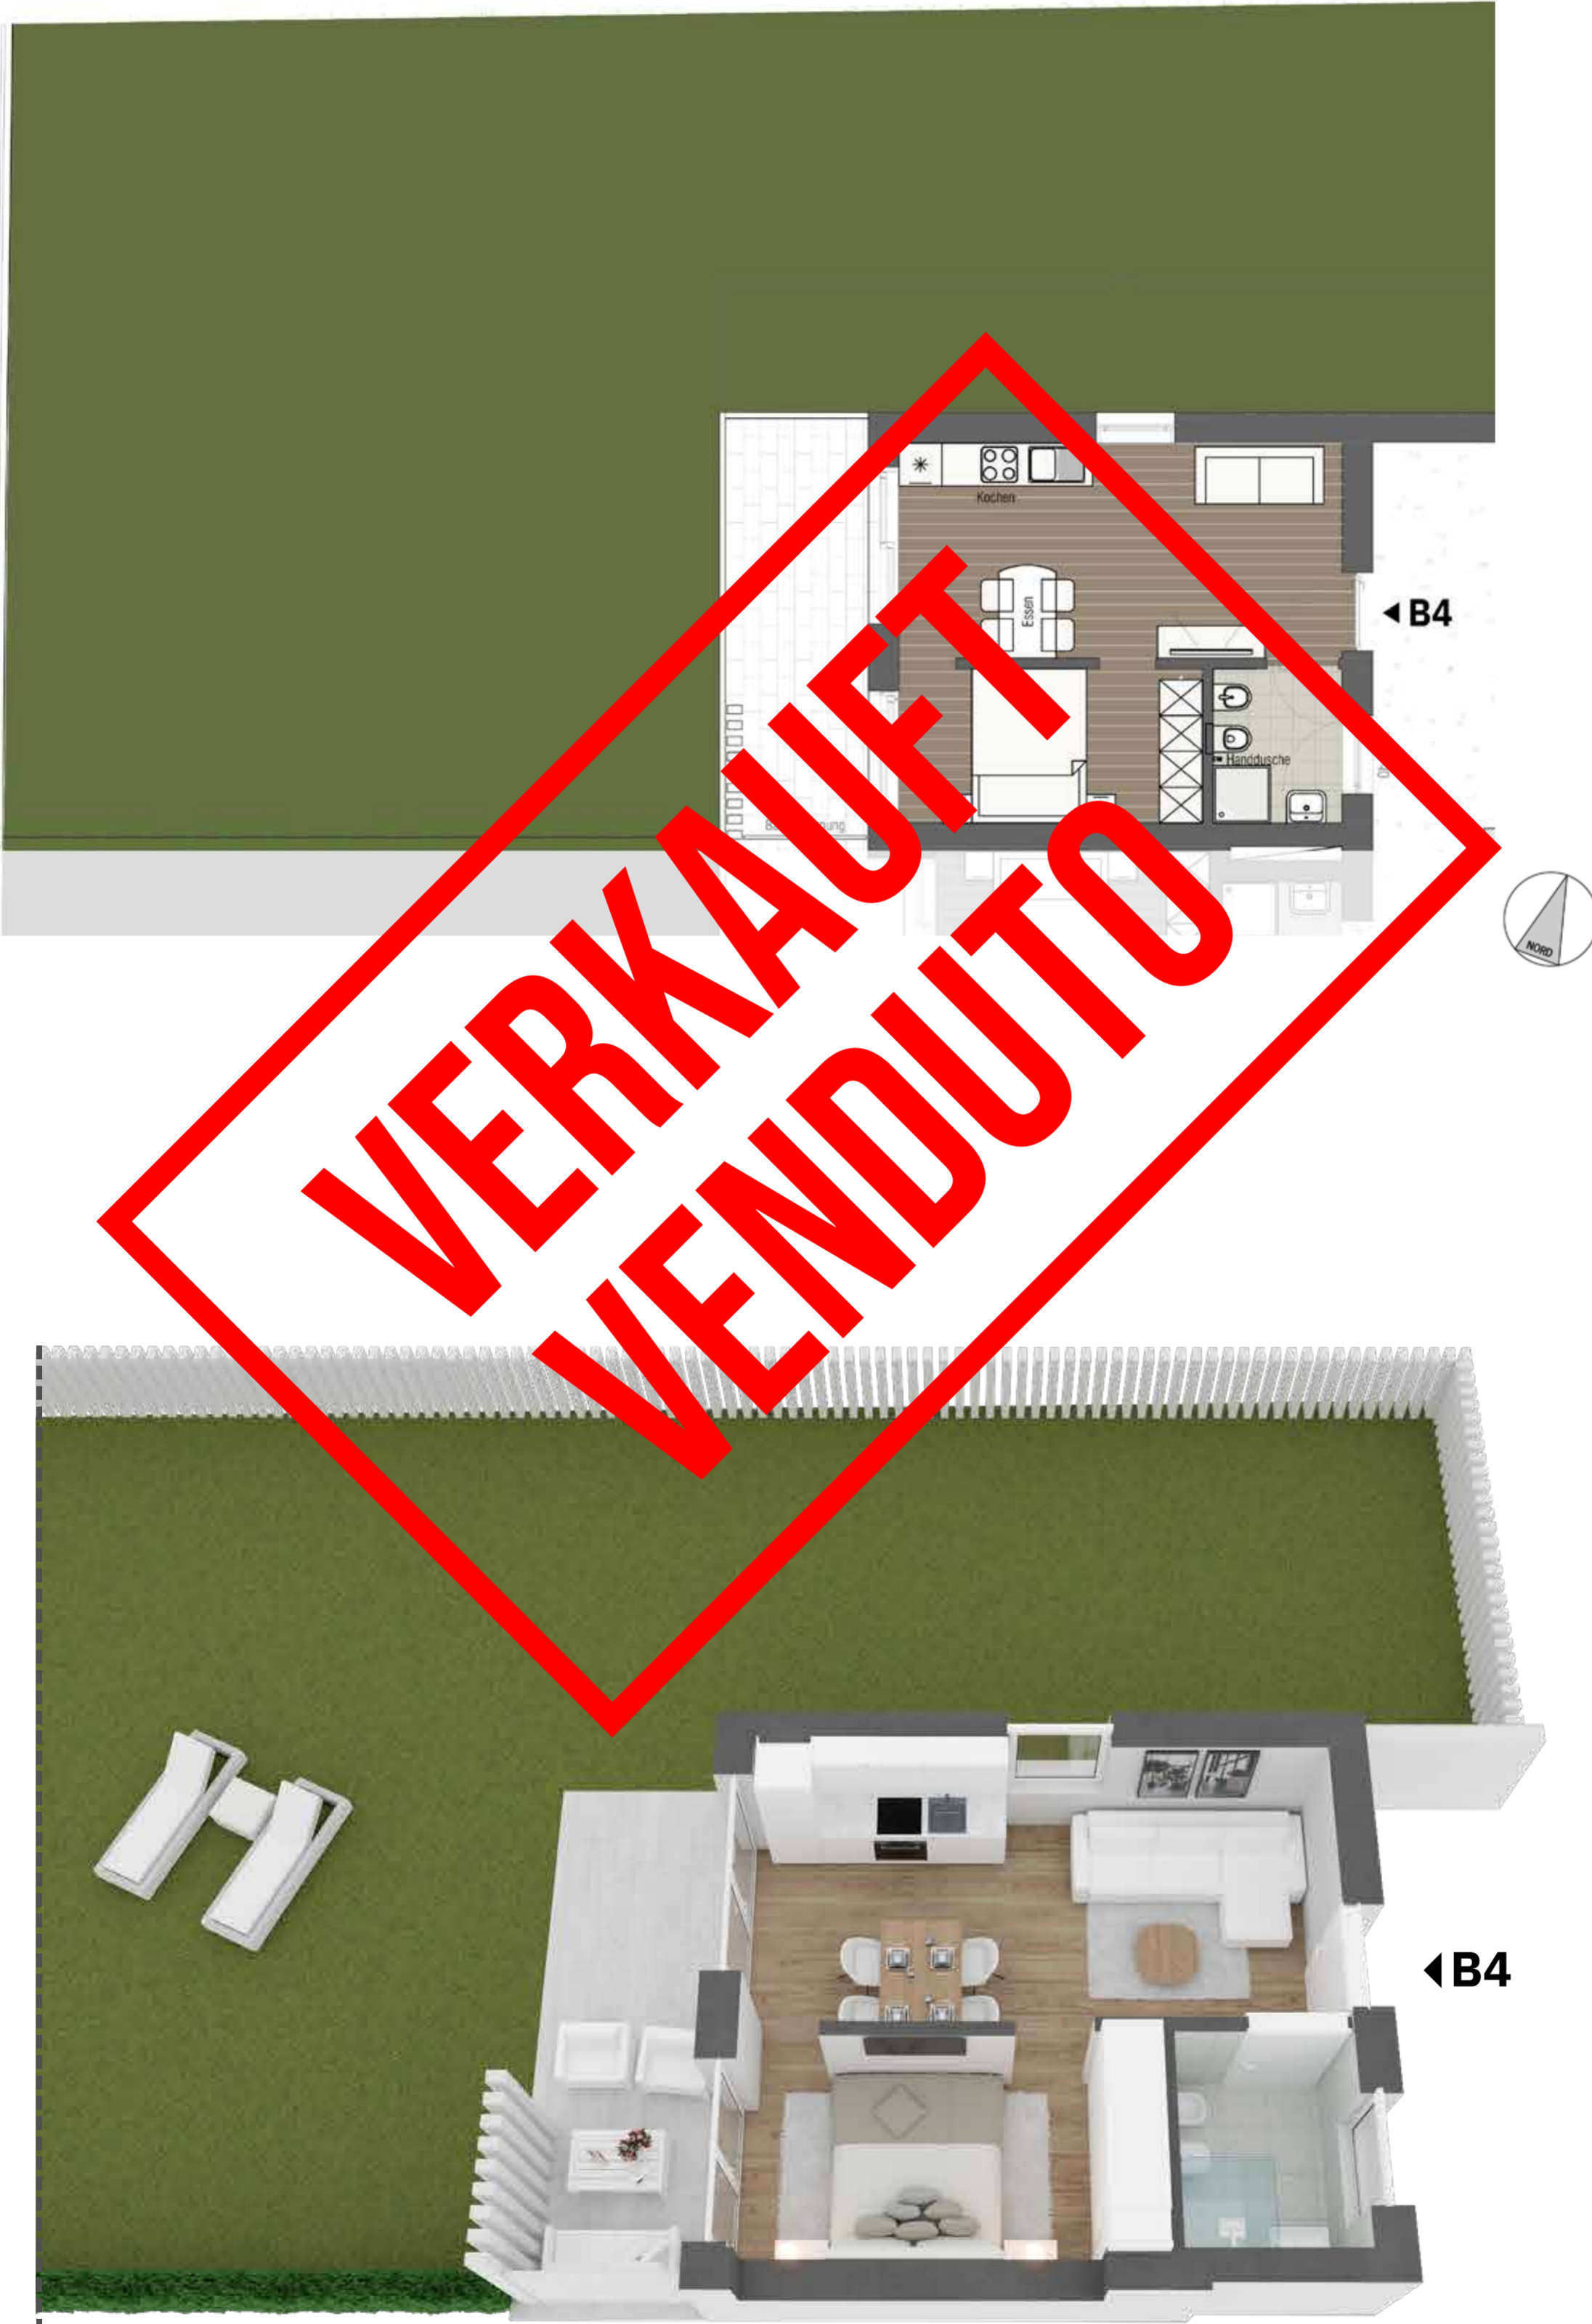 Kochen
Essen
B4
Handdusche
NORD
VERKAUFT
VENDUTO
B4